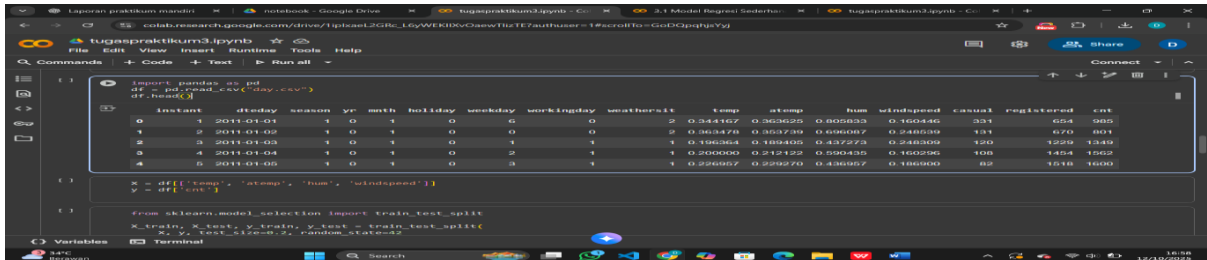 Laporan praktikum mandiri
notebook - Google Drive
tugaspraktikum3.ipynb - Co
3.1 Model Regresi Sederhan
tugaspraktikum3.ipynb - Co
tugaspraktikum3.ipynb
Share
D
File Edit View Insert Runtime Tools Help
Commands + Code + Text Run all
Connect
import pandas as pd
df = pd.read_csv("day.csv")
df.head()
instant dteday season yr mnth holiday weekday workingday weathersit temp atemp hum windspeed casual registered cnt
0 1 2011-01-01 1 0 1 0 6 0 2 0.344167 0.363625 0.805833 0.160446 331 654 985
1 2 2011-01-02 1 0 1 0 0 0 2 0.363478 0.353739 0.696087 0.248539 131 670 801
2 3 2011-01-03 1 0 1 0 1 1 1 0.196364 0.189405 0.437273 0.248309 120 1229 1349
3 4 2011-01-04 1 0 1 0 2 1 1 0.200000 0.212122 0.590435 0.160296 108 1454 1562
4 5 2011-01-05 1 0 1 0 3 1 1 0.226957 0.229270 0.436957 0.186900 82 1518 1600
X = df[['temp', 'atemp', 'hum', 'windspeed']]
y = df['cnt']
from sklearn.model_selection import train_test_split
X_train, X_test, y_train, y_test = train_test_split(
X, y, test_size=0.2, random_state=42
Variables Terminal
34°C
Berawan
Search
16:56
12/10/2025